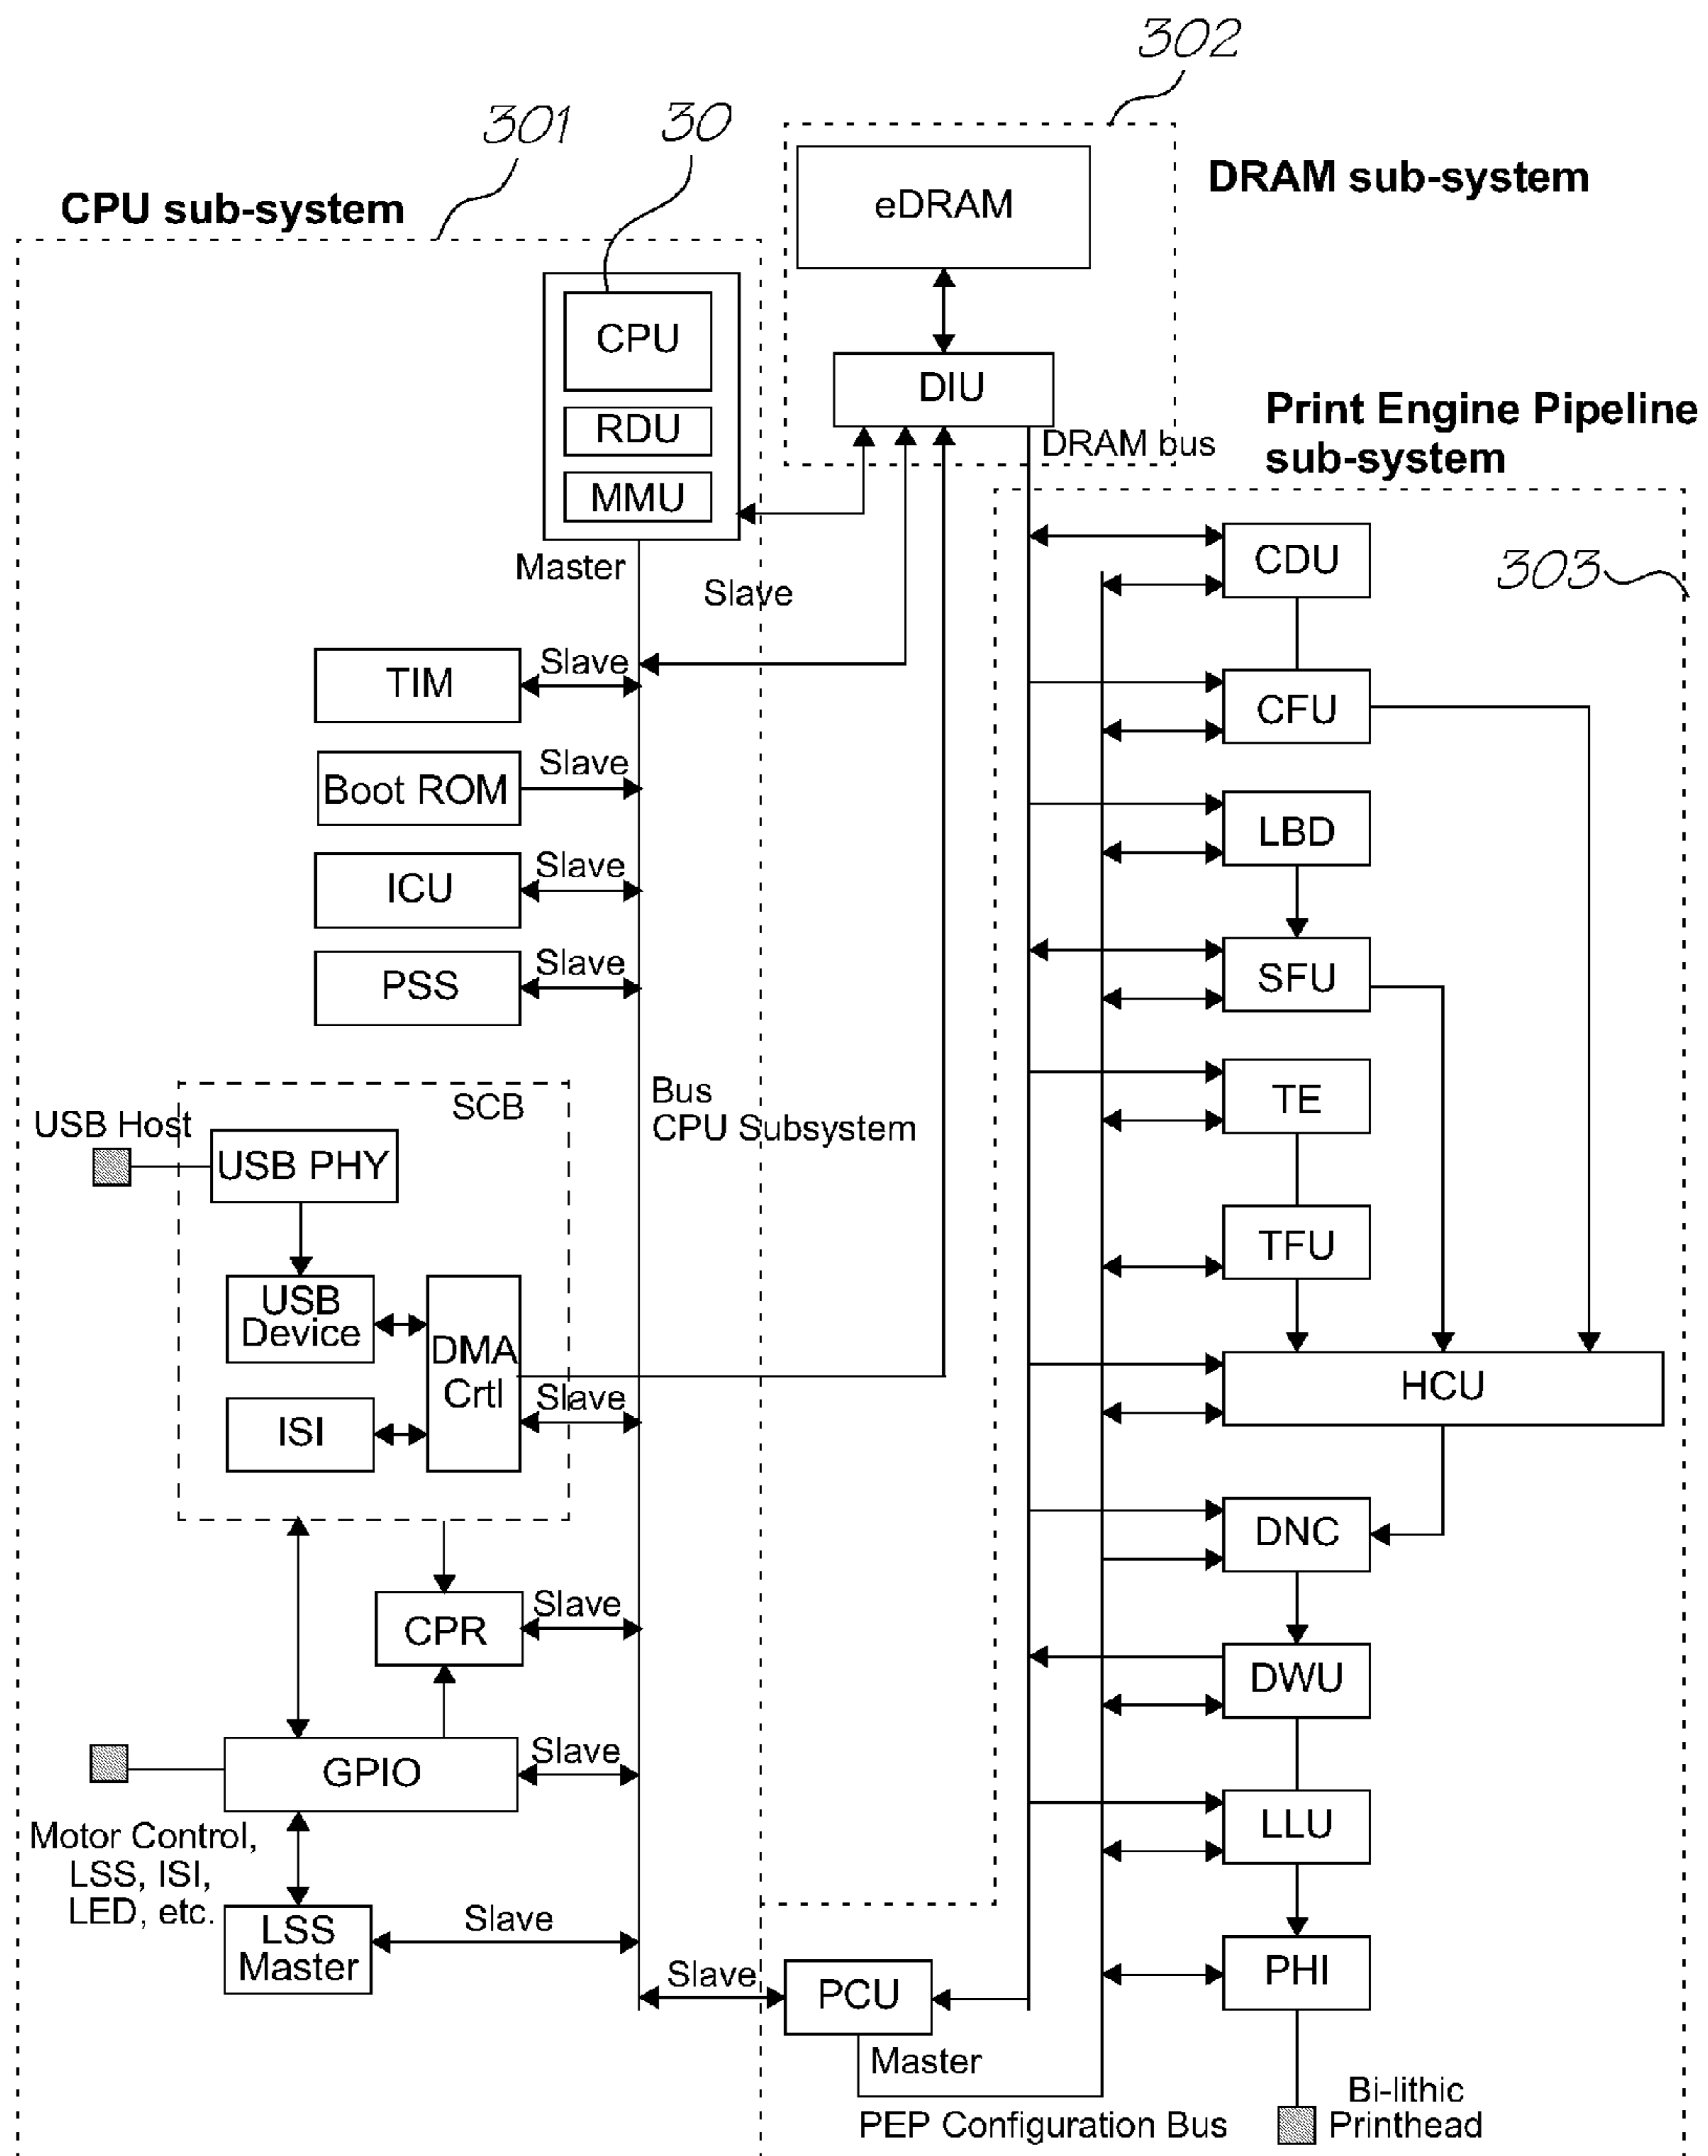 302
301
30
DRAM sub-system
CPU sub-system
eDRAM
CPU
DIU
RDU
MMU
DRAM bus
Print Engine Pipeline
sub-system
Master
Slave
CDU
303
TIM
Slave
CFU
Boot ROM
Slave
LBD
ICU
Slave
PSS
Slave
SFU
SCB
Bus
CPU Subsystem
TE
USB Host
USB PHY
TFU
USB
Device
DMA
Crtl
Slave
HCU
ISI
DNC
CPR
Slave
DWU
GPIO
Slave
Motor Control,
LSS, ISI,
LED, etc.
LLU
LSS
Master
Slave
Slave
PCU
PHI
Master
PEP Configuration Bus
Bi-lithic
Printhead